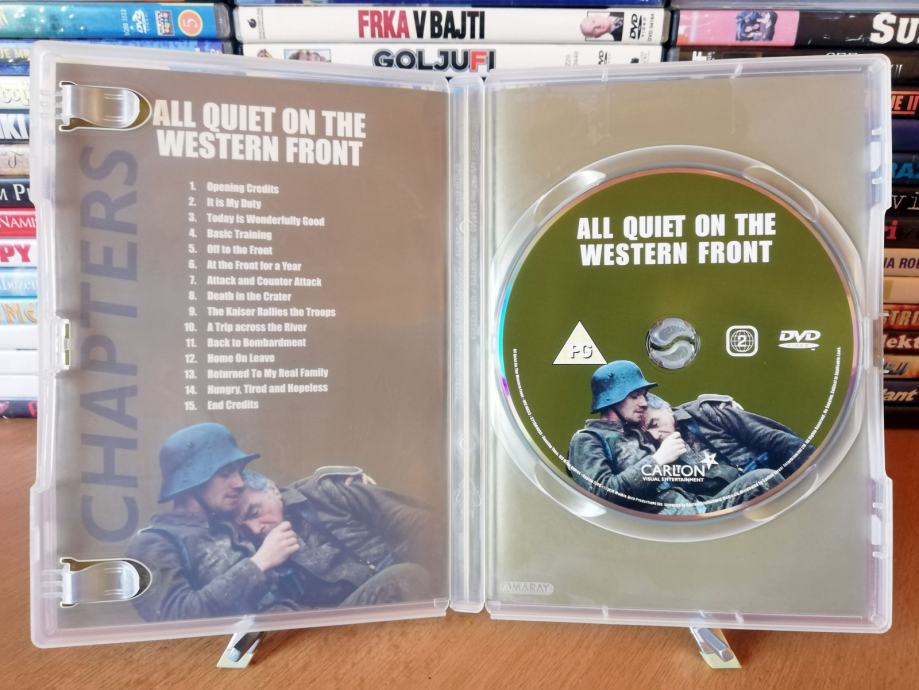 FRKA V BAJTI
DVD
GOLJUFI
SU
5
CHAPTERS
ALL QUIET ON THE
WESTERN FRONT
1. Opening Credits
2. It is My Duty
3. Today is Wonderfully Good
4. Basic Training
5. Off to the Front
6. At the Front for a Year
7. Attack and Counter Attack
8. Death in the Crater
9. The Kaiser Rallies the Troops
10. A Trip across the River
11. Back to Bombardment
12. Home On Leave
13. Returned To My Real Family
14. Hungry, Tired and Hopeless
15. End Credits
ALL QUIET ON THE
WESTERN FRONT
PG
2
DVD
CARLTON
VISUAL ENTERTAINMENT
AMARAY